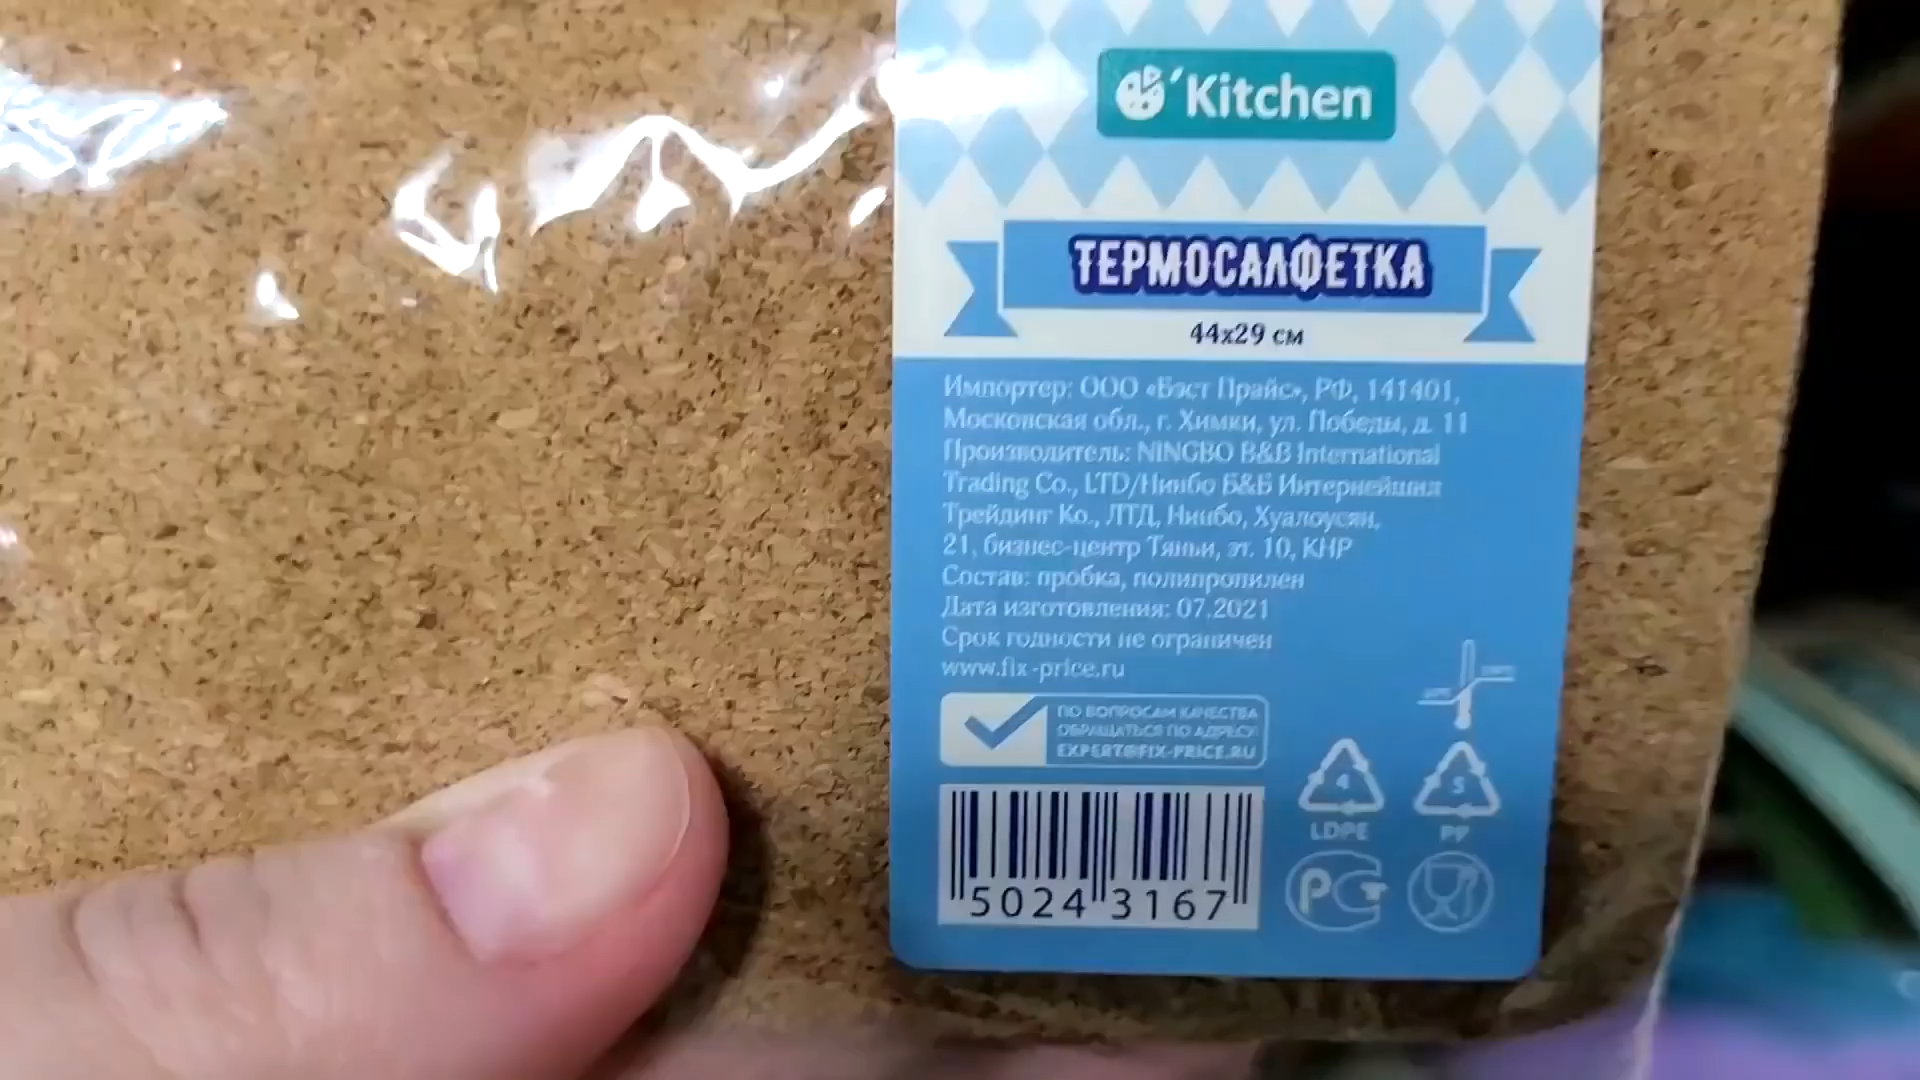 'Kitchen
ТЕРМОСАЛФЕТКА
44x29 см
Импортер: ООО «Бэст Прайс», РФ, 141401,
Московская обл., г. Химки, ул. Победы, д. 11
Производитель: NINGBO B&B International
Trading Co., LTD/Нинбо Б&Б Интернейшнл
Трейдинг Ко., ЛТД, Нинбо, Хуалоусян,
21, бизнес-центр Тяньи, эт. 10, КНР
Состав: пробка, полипропилен
Дата изготовления: 07.2021
Срок годности не ограничен
www.fix-price.ru
ПО ВОПРОСАМ КАЧЕСТВА
ОБРАЩАТЬСЯ ПО АДРЕСУ:
EXPERT@FIX-PRICE.RU
5024 3167
4
LDPE
5
PP
РСТ